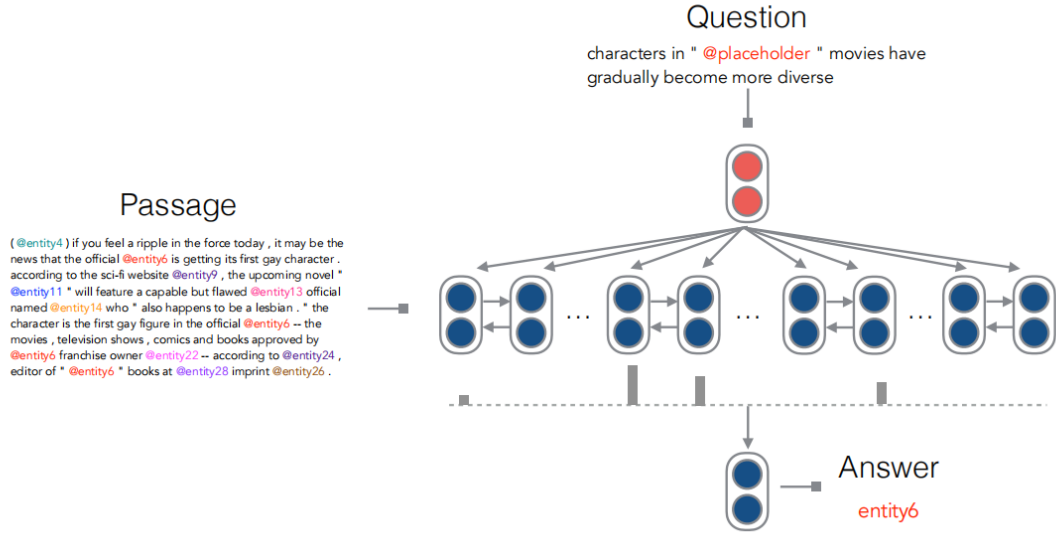 Question
characters in " @placeholder " movies have
gradually become more diverse
Passage
( @entity4 ) if you feel a ripple in the force today , it may be the
news that the official @entity6 is getting its first gay character .
according to the sci-fi website @entity9 , the upcoming novel "
@entity11 " will feature a capable but flawed @entity13 official
named @entity14 who " also happens to be a lesbian . " the
character is the first gay figure in the official @entity6 -- the
movies , television shows , comics and books approved by
@entity6 franchise owner @entity22 -- according to @entity24 ,
editor of " @entity6 " books at @entity28 imprint @entity26 .
... ... ...
Answer
entity6